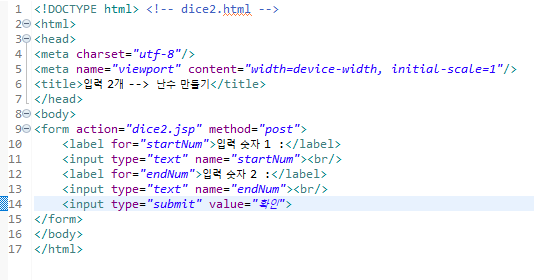 1 <!DOCTYPE html> <!-- dice2.html -->
2 <html>
3 <head>
4 <meta charset="utf-8"/>
5 <meta name="viewport" content="width=device-width, initial-scale=1"/>
6 <title>입력 2개 --> 난수 만들기</title>
7 </head>
8 <body>
9 <form action="dice2.jsp" method="post">
10 <label for="startNum">입력 숫자 1 :</label>
11 <input type="text" name="startNum"><br/>
12 <label for="endNum">입력 숫자 2 :</label>
13 <input type="text" name="endNum"><br/>
14 <input type="submit" value="확인">
15 </form>
16 </body>
17 </html>